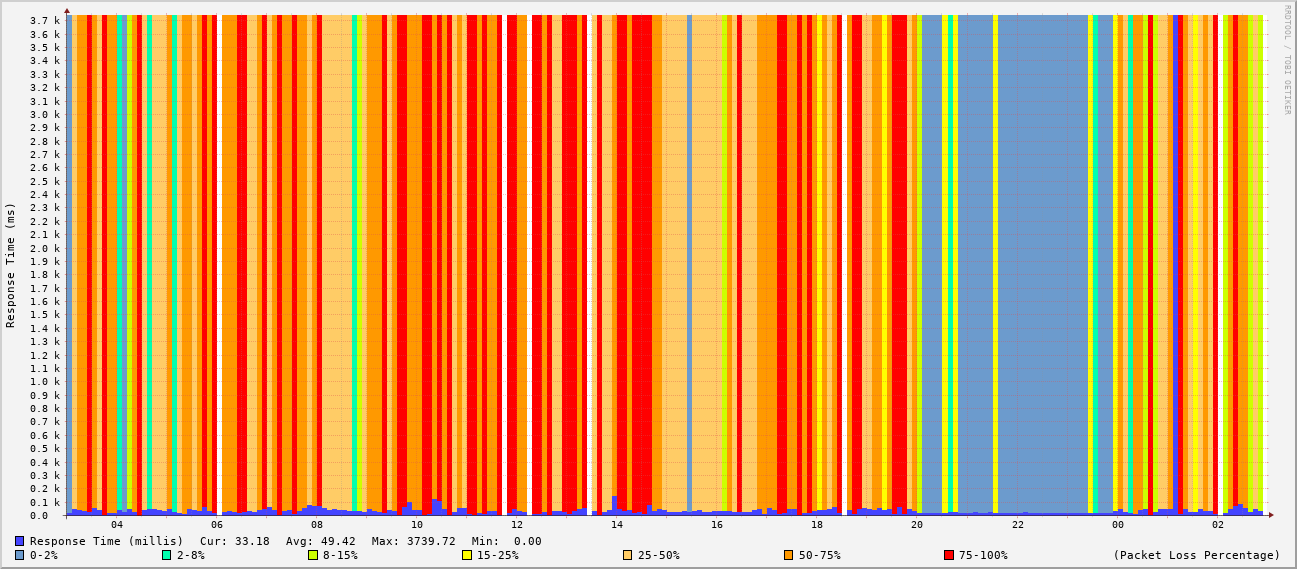 RRDTOOL / TOBI OETIKER
Response Time (ms)
3.7 k
3.6 k
3.5 k
3.4 k
3.3 k
3.2 k
3.1 k
3.0 k
2.9 k
2.8 k
2.7 k
2.6 k
2.5 k
2.4 k
2.3 k
2.2 k
2.1 k
2.0 k
1.9 k
1.8 k
1.7 k
1.6 k
1.5 k
1.4 k
1.3 k
1.2 k
1.1 k
1.0 k
0.9 k
0.8 k
0.7 k
0.6 k
0.5 k
0.4 k
0.3 k
0.2 k
0.1 k
0.0
04 06 08 10 12 14 16 18 20 22 00 02
Response Time (millis) Cur: 33.18 Avg: 49.42 Max: 3739.72 Min: 0.00
0-2% 2-8% 8-15% 15-25% 25-50% 50-75% 75-100% (Packet Loss Percentage)